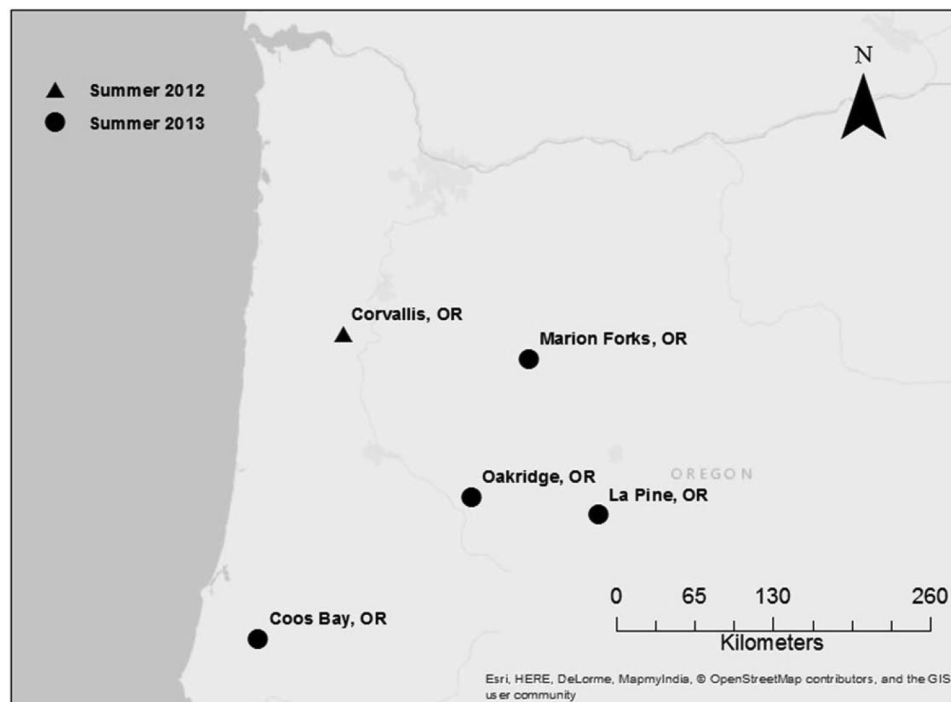 N
Summer 2012
Summer 2013
Corvallis, OR
Marion Forks, OR
OREGON
Oakridge, OR
La Pine, OR
0 65 130 260
Kilometers
Coos Bay, OR
Esri, HERE, DeLorme, MapmyIndia, © OpenStreetMap contributors, and the GIS
user community